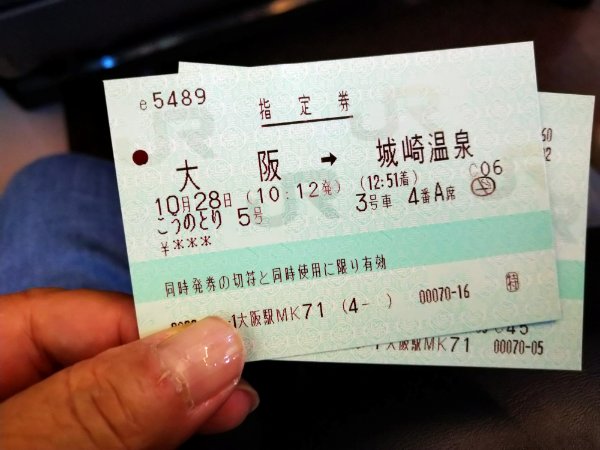 e5489
指定券
大阪 → 城崎温泉
10月28日 (10:12発) (12:51着) C06
こうのとり 5号 3号車 4番A席
￥***
同時発券の切符と同時使用に限り有効
大阪駅MK71 (4- ) 00070-16 ㊕
大阪駅MK71 00070-05